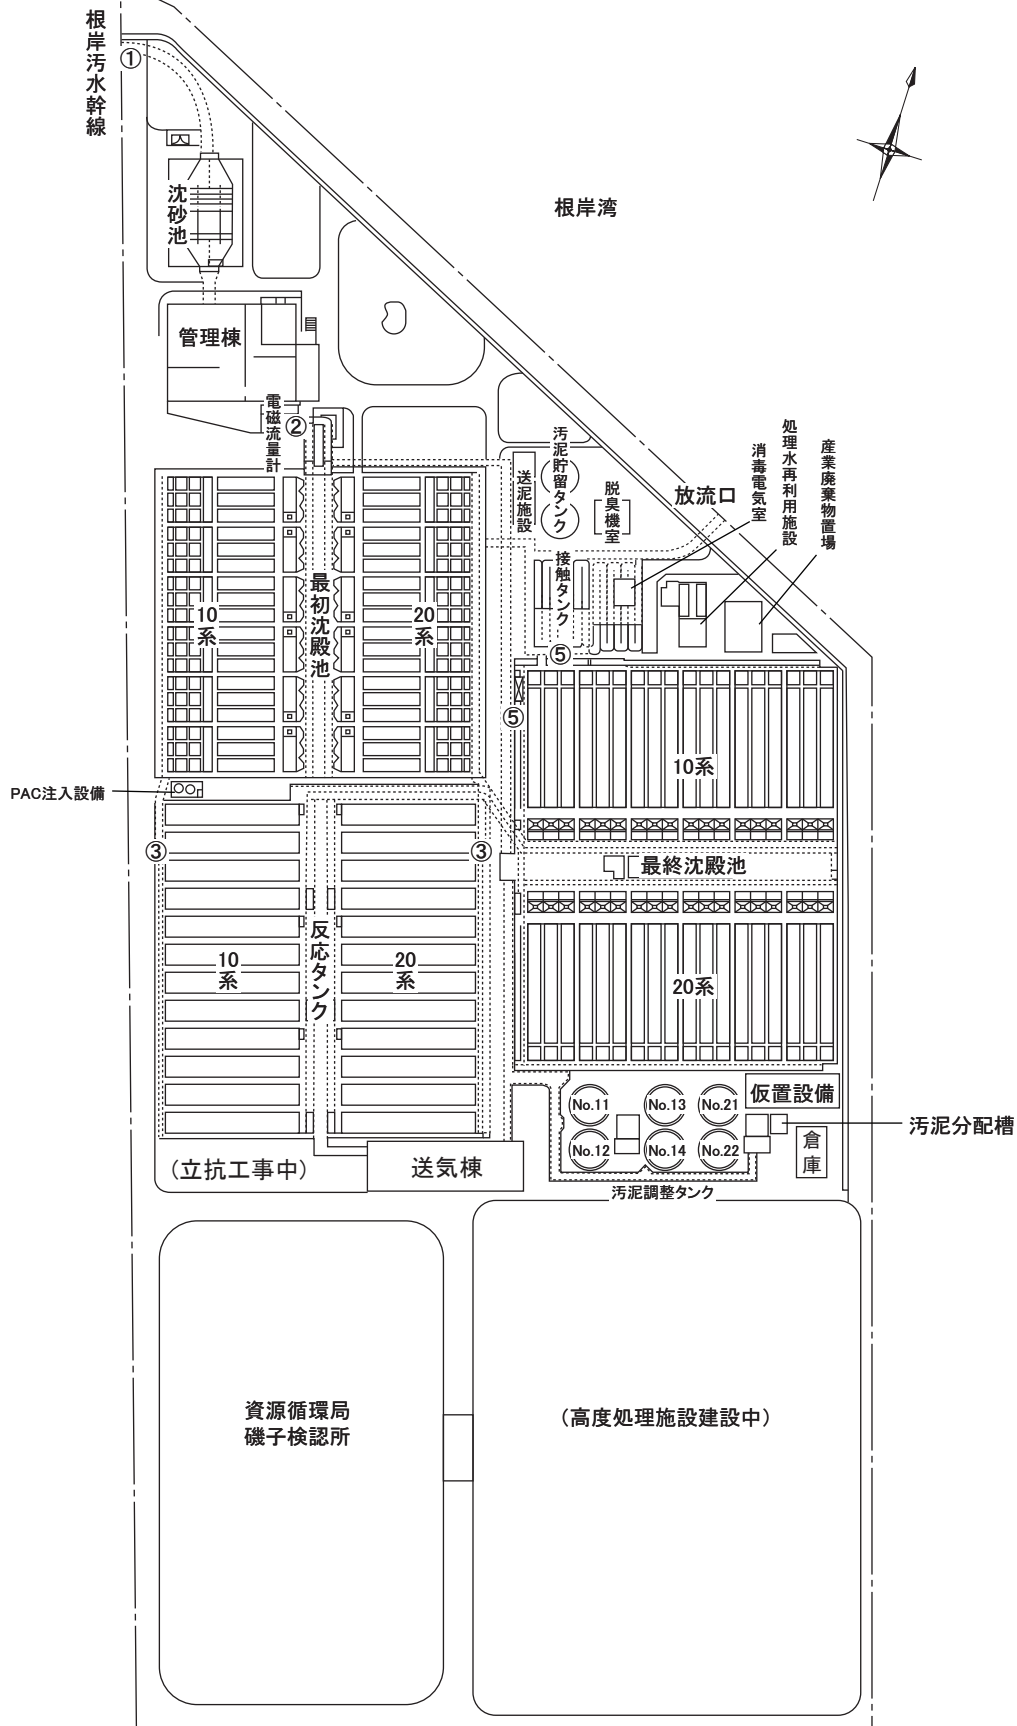 根岸汚水幹線
①
沈砂池
根岸湾
管理棟
電磁流量計
②
汚泥貯留タンク
送泥施設
脱臭機室
放流口
消毒電気室
処理水再利用施設
産業廃棄物置場
接触タンク
最初沈殿池
10
系
20
系
⑤
⑤
10系
PAC注入設備
③
③
最終沈殿池
反応タンク
10
系
20
系
20系
仮置設備
No.11
No.13
No.21
No.12
No.14
No.22
汚泥分配槽
倉庫
(立抗工事中)
送気棟
汚泥調整タンク
資源循環局
磯子検認所
(高度処理施設建設中)